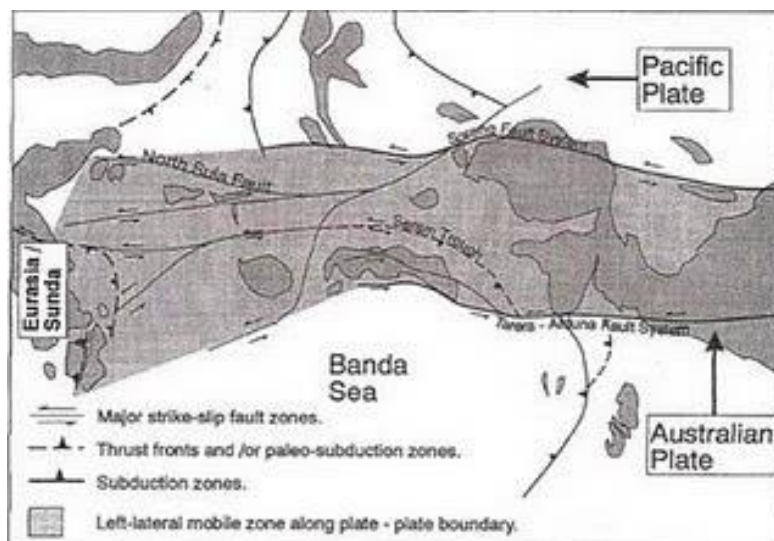 Pacific
Plate
Sorong Fault System
North Sula Fault
Seram Trough
Eurasia /
Sunda
Tarera - Aiduna Fault System
Banda
Sea
Australian
Plate
Major strike-slip fault zones.
Thrust fronts and /or paleo-subduction zones.
Subduction zones.
Left-lateral mobile zone along plate - plate boundary.